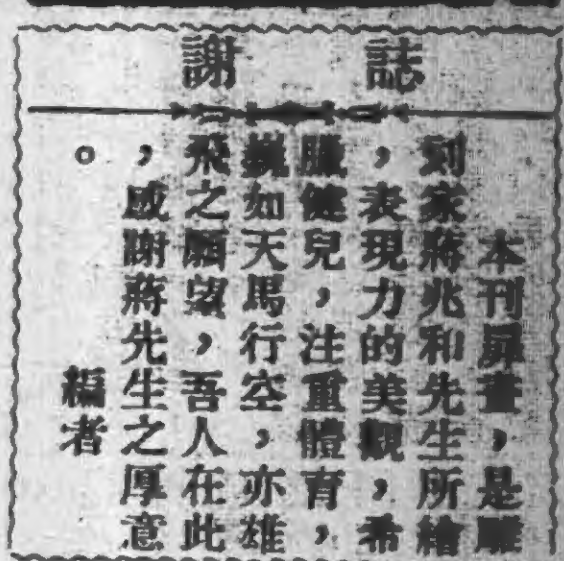 誌謝
本刊扉畫，是雕
刻家蔣兆和先生所繪
，表現力的美觀，希
臘健兒，注重體育，
如天馬行空，亦雄
飛之願望，吾人在此
，感謝蔣先生之厚意
。
編者